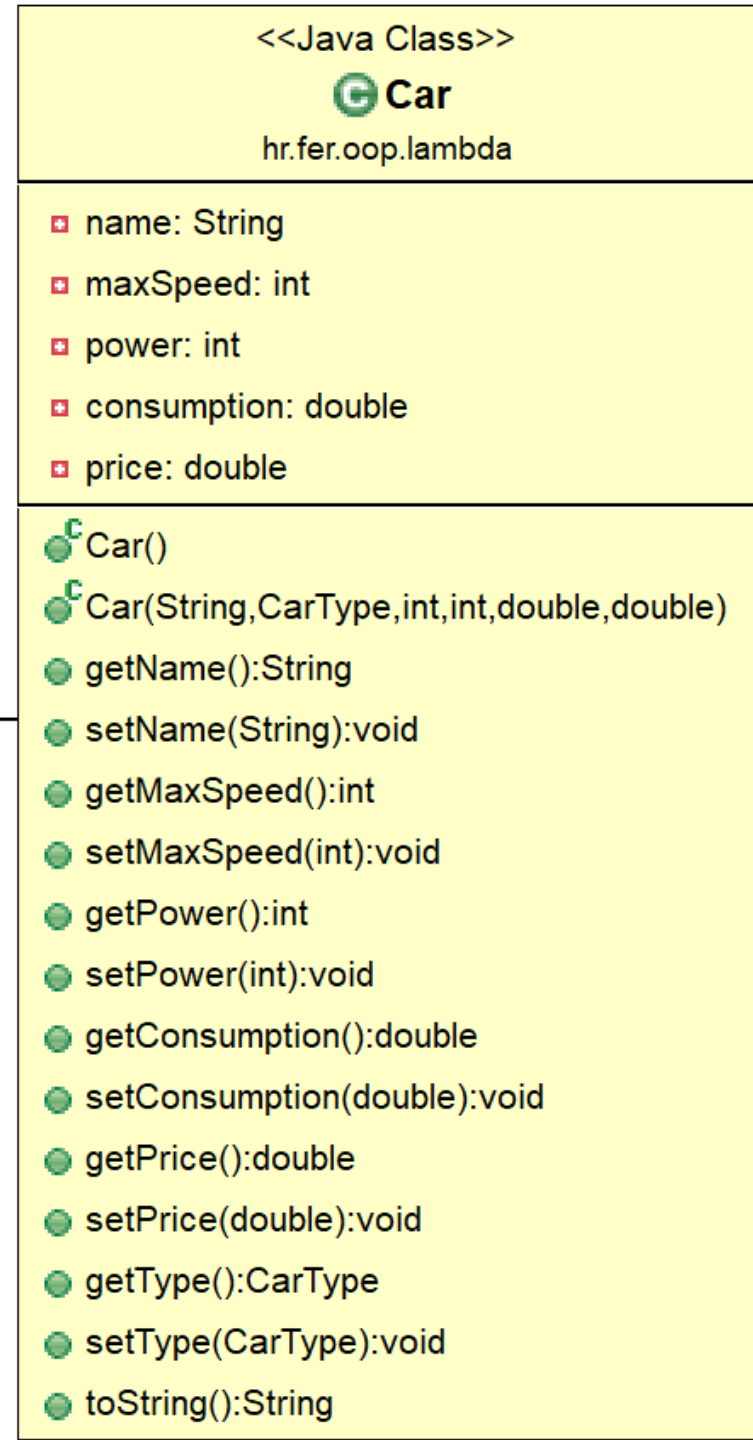 <<Java Class>>
C Car
hr.fer.oop.lambda
name: String
maxSpeed: int
power: int
consumption: double
price: double
C Car()
C Car(String,CarType,int,int,double,double)
getName():String
setName(String):void
getMaxSpeed():int
setMaxSpeed(int):void
getPower():int
setPower(int):void
getConsumption():double
setConsumption(double):void
getPrice():double
setPrice(double):void
getType():CarType
setType(CarType):void
toString():String